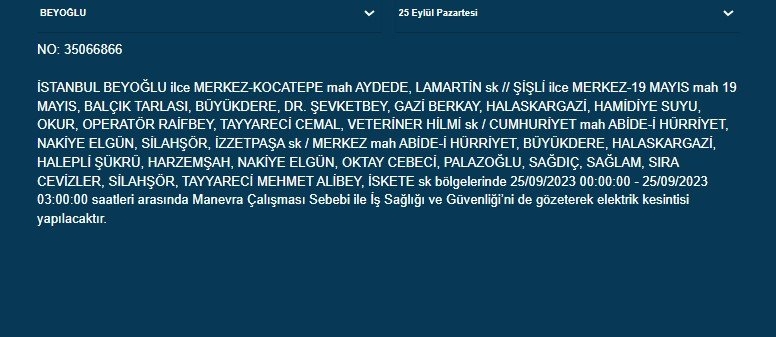 BEYOĞLU
25 Eylül Pazartesi
NO: 35066866
İSTANBUL BEYOĞLU ilce MERKEZ-KOCATEPE mah AYDEDE, LAMARTİN sk // ŞİŞLİ ilce MERKEZ-19 MAYIS mah 19
MAYIS, BALÇIK TARLASI, BÜYÜKDERE, DR. ŞEVKETBEY, GAZİ BERKAY, HALASKARGAZİ, HAMİDİYE SUYU,
OKUR, OPERATÖR RAİFBEY, TAYYARECİ CEMAL, VETERİNER HİLMİ sk / CUMHURİYET mah ABİDE-İ HÜRRİYET,
NAKİYE ELGÜN, SİLAHŞÖR, İZZETPAŞA sk / MERKEZ mah ABİDE-İ HÜRRİYET, BÜYÜKDERE, HALASKARGAZİ,
HALEPLİ ŞÜKRÜ, HARZEMŞAH, NAKİYE ELGÜN, OKTAY CEBECİ, PALAZOĞLU, SAĞDIÇ, SAĞLAM, SIRA
CEVİZLER, SİLAHŞÖR, TAYYARECİ MEHMET ALİBEY, İSKETE sk bölgelerinde 25/09/2023 00:00:00 - 25/09/2023
03:00:00 saatleri arasında Manevra Çalışması Sebebi ile İş Sağlığı ve Güvenliği'ni de gözeterek elektrik kesintisi
yapılacaktır.